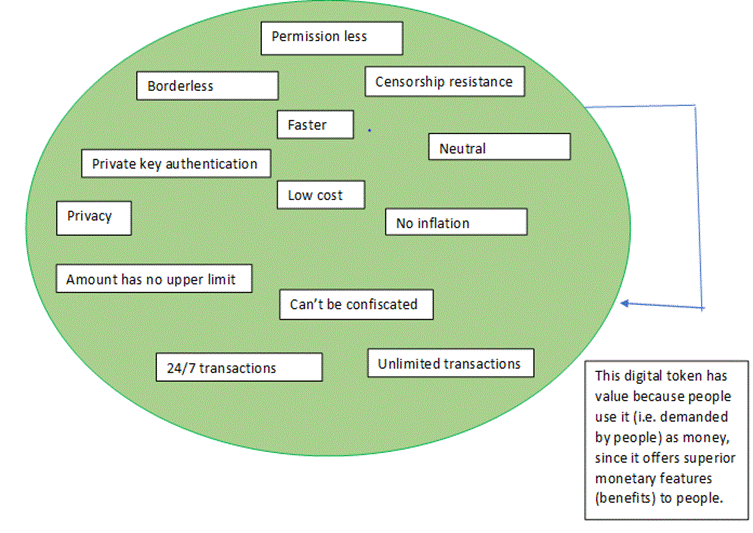 Permission less
Borderless
Censorship resistance
Faster
Neutral
Private key authentication
Low cost
Privacy
No inflation
Amount has no upper limit
Can't be confiscated
24/7 transactions
Unlimited transactions
This digital token has
value because people
use it (i.e. demanded
by people) as money,
since it offers superior
monetary features
(benefits) to people.